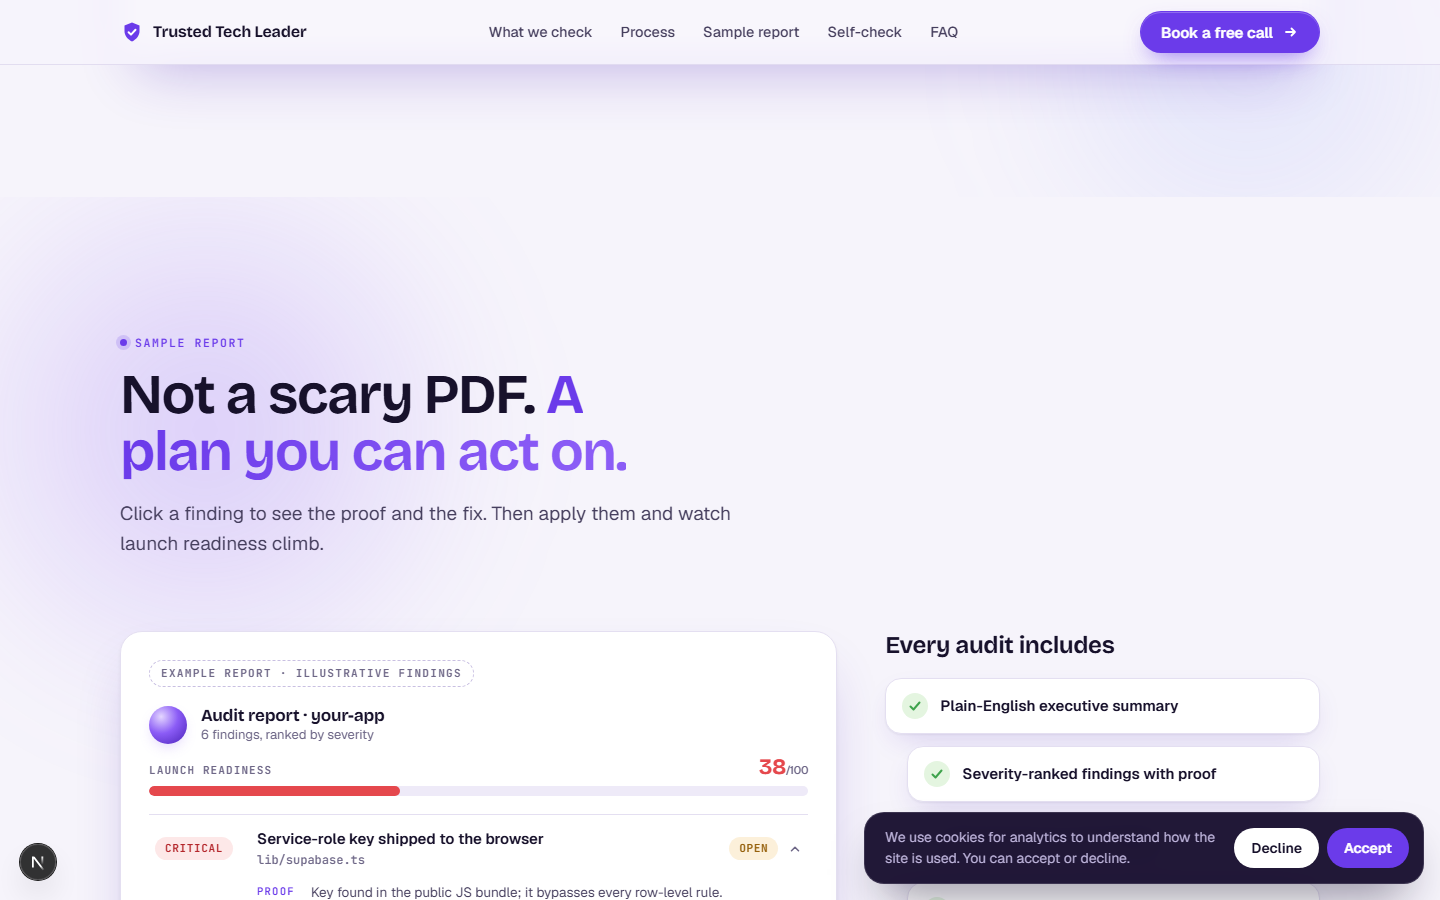 Trusted Tech Leader
What we check
Process
Sample report
Self-check
FAQ
Book a free call
SAMPLE REPORT
Not a scary PDF. A
plan you can act on.
Click a finding to see the proof and the fix. Then apply them and watch
launch readiness climb.
EXAMPLE REPORT · ILLUSTRATIVE FINDINGS
Audit report · your-app
6 findings, ranked by severity
LAUNCH READINESS
38/100
CRITICAL
Service-role key shipped to the browser
lib/supabase.ts
OPEN
PROOF Key found in the public JS bundle; it bypasses every row-level rule.
Every audit includes
Plain-English executive summary
Severity-ranked findings with proof
We use cookies for analytics to understand how the
site is used. You can accept or decline.
Decline
Accept
N